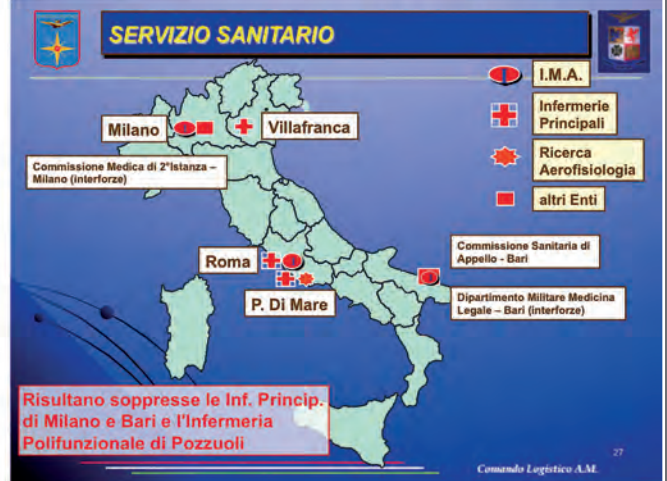 SERVIZIO SANITARIO
I.M.A.
Infermerie
Principali
Ricerca
Aerofisiologia
altri Enti
Milano
Villafranca
Commissione Medica di 2°Istanza –
Milano (interforze)
Roma
P. Di Mare
Commissione Sanitaria di
Appello - Bari
Dipartimento Militare Medicina
Legale – Bari (interforze)
Risultano soppresse le Inf. Princip.
di Milano e Bari e l'Infermeria
Polifunzionale di Pozzuoli
27
Comando Logistico A.M.